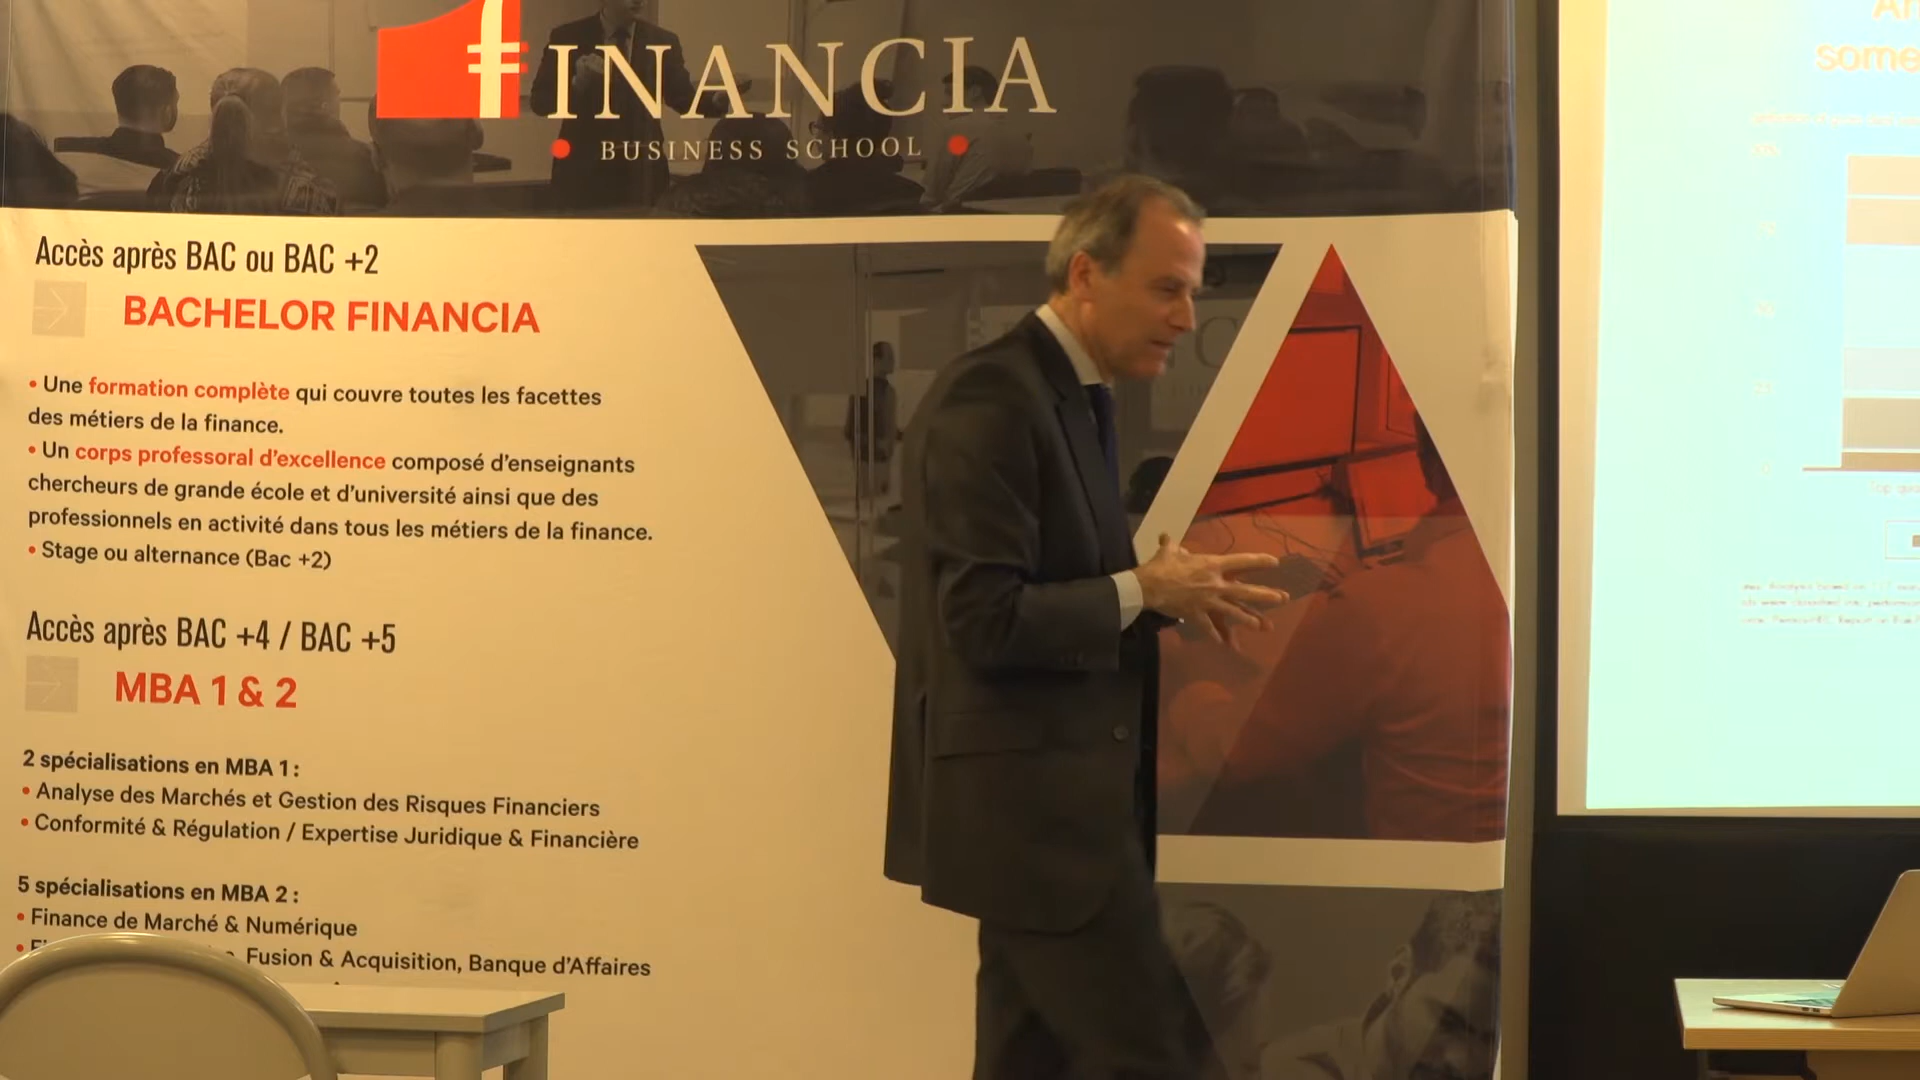 FINANCIA
BUSINESS SCHOOL
Accès après BAC ou BAC +2
BACHELOR FINANCIA
• Une formation complète qui couvre toutes les facettes
des métiers de la finance.
• Un corps professoral d'excellence composé d'enseignants
chercheurs de grande école et d'université ainsi que des
professionnels en activité dans tous les métiers de la finance.
• Stage ou alternance (Bac +2)
Accès après BAC +4 / BAC +5
MBA 1 & 2
2 spécialisations en MBA 1 :
• Analyse des Marchés et Gestion des Risques Financiers
• Conformité & Régulation / Expertise Juridique & Financière
5 spécialisations en MBA 2 :
• Finance de Marché & Numérique
• Fusion & Acquisition, Banque d'Affaires
some